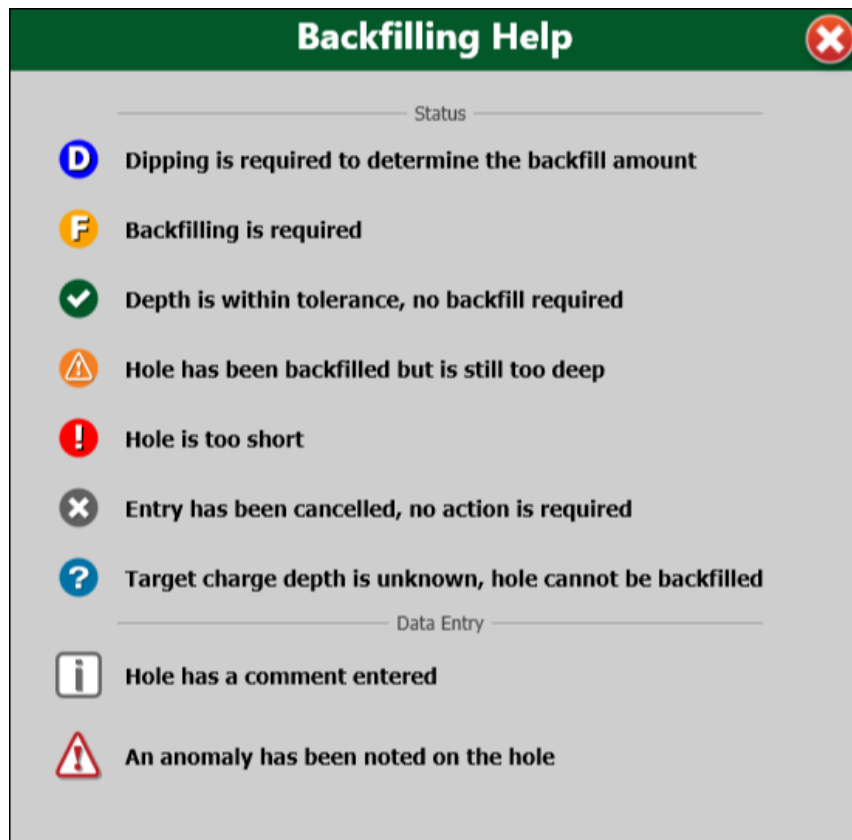 Backfilling Help
Status
D Dipping is required to determine the backfill amount
F Backfilling is required
Depth is within tolerance, no backfill required
Hole has been backfilled but is still too deep
! Hole is too short
Entry has been cancelled, no action is required
? Target charge depth is unknown, hole cannot be backfilled
Data Entry
i Hole has a comment entered
! An anomaly has been noted on the hole